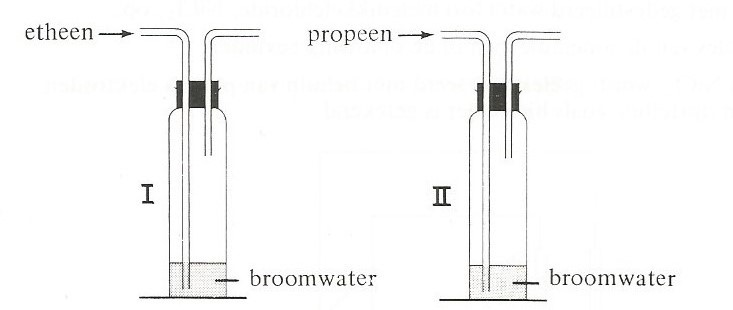 etheen
propeen
I
II
broomwater
broomwater